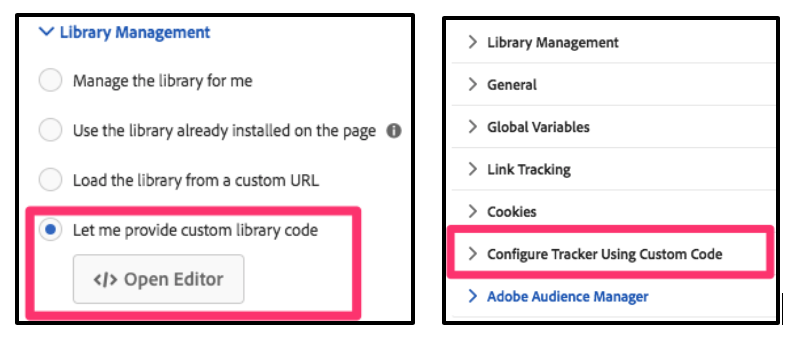 Library Management
Manage the library for me
Use the library already installed on the page
Load the library from a custom URL
Let me provide custom library code
</> Open Editor
Library Management
General
Global Variables
Link Tracking
Cookies
Configure Tracker Using Custom Code
Adobe Audience Manager